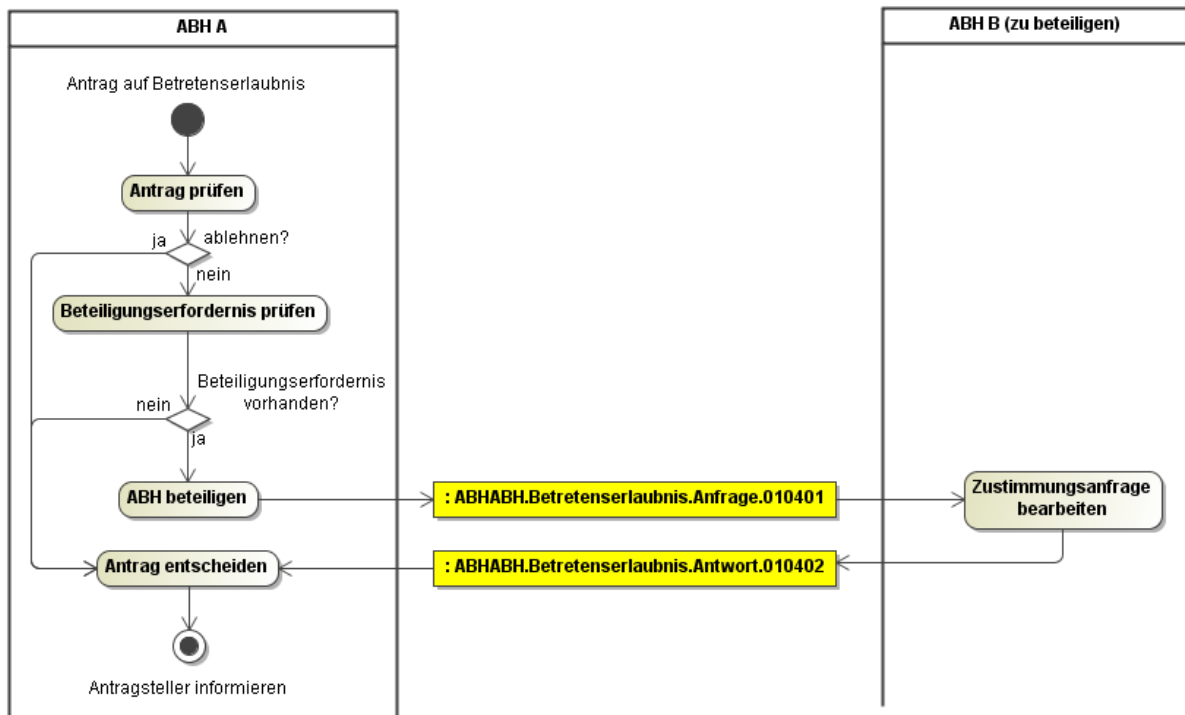 ABH A
ABH B (zu beteiligen)
Antrag auf Betretenserlaubnis
Antrag prüfen
ja
ablehnen?
nein
Beteiligungserfordernis prüfen
Beteiligungserfordernis
vorhanden?
nein
ja
ABH beteiligen
: ABHABH.Betretenserlaubnis.Anfrage.010401
Zustimmungsanfrage
bearbeiten
Antrag entscheiden
: ABHABH.Betretenserlaubnis.Antwort.010402
Antragsteller informieren